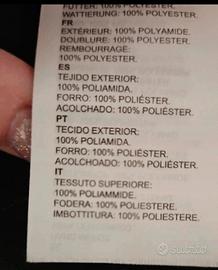 FUTTER: 100% POLYESTER.
WATTIERUNG: 100% POLYESTER.
FR
EXTÉRIEUR: 100% POLYAMIDE.
DOUBLURE: 100% POLYESTER.
REMBOURRAGE:
100% POLYESTER.
ES
TEJIDO EXTERIOR:
100% POLIAMIDA.
FORRO: 100% POLIÉSTER.
ACOLCHADO: 100% POLIÉSTER.
PT
TECIDO EXTERIOR:
100% POLIAMIDA.
FORRO: 100% POLIÉSTER.
ACOLCHOADO: 100% POLIÉSTER.
IT
TESSUTO SUPERIORE:
100% POLIAMMIDE.
FODERA: 100% POLIESTERE.
IMBOTTITURA: 100% POLIESTERE.
subito